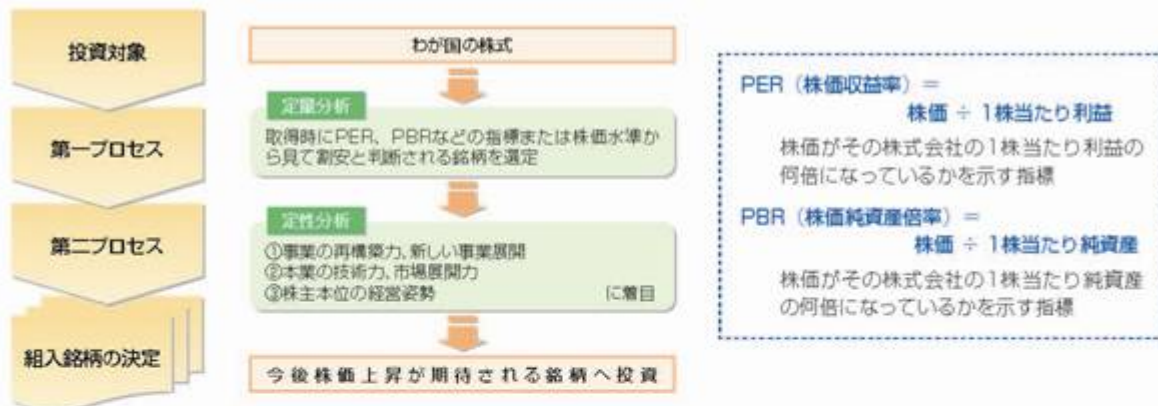 投資対象
わが国の株式
第一プロセス
定量分析
取得時にPER、PBRなどの指標または株価水準か
ら見て割安と判断される銘柄を選定
第二プロセス
定性分析
①事業の再構築力、新しい事業展開
②本業の技術力、市場展開力
③株主本位の経営姿勢 に着目
組入銘柄の決定
今後株価上昇が期待される銘柄へ投資
PER（株価収益率）＝
株価 ÷ 1株当たり利益
株価がその株式会社の1株当たり利益の
何倍になっているかを示す指標
PBR（株価純資産倍率）＝
株価 ÷ 1株当たり純資産
株価がその株式会社の1株当たり純資産
の何倍になっているかを示す指標